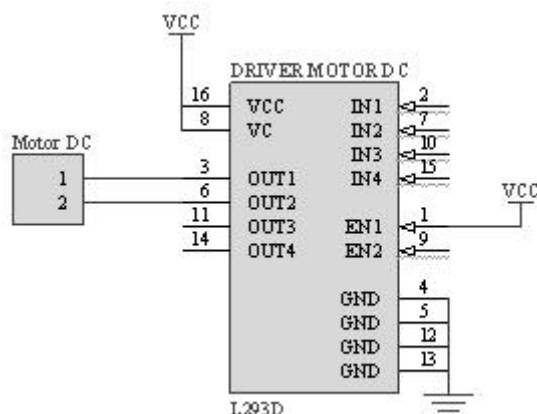 VCC
DRIVER MOTOR DC
16 VCC IN1 2
8 VC IN2 7
IN3 10
Motor DC
1 3 OUT1 IN4 15
2 6 OUT2
VCC
11 OUT3 EN1 1
14 OUT4 EN2 9
GND 4
GND 5
GND 12
GND 13
L293D